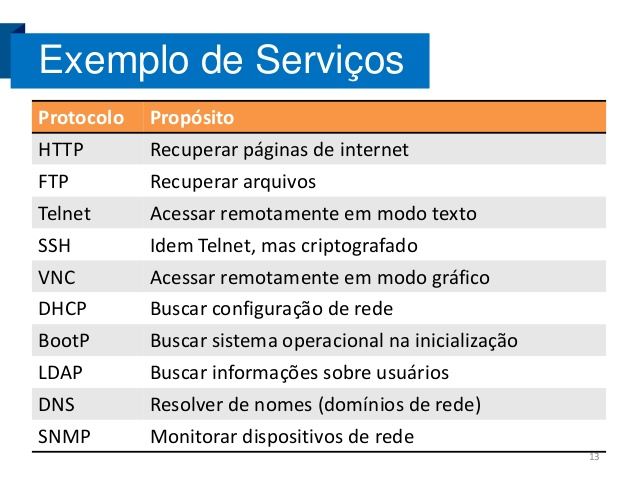 Exemplo de Serviços
Protocolo Propósito
HTTP Recuperar páginas de internet
FTP Recuperar arquivos
Telnet Acessar remotamente em modo texto
SSH Idem Telnet, mas criptografado
VNC Acessar remotamente em modo gráfico
DHCP Buscar configuração de rede
BootP Buscar sistema operacional na inicialização
LDAP Buscar informações sobre usuários
DNS Resolver de nomes (domínios de rede)
SNMP Monitorar dispositivos de rede
13